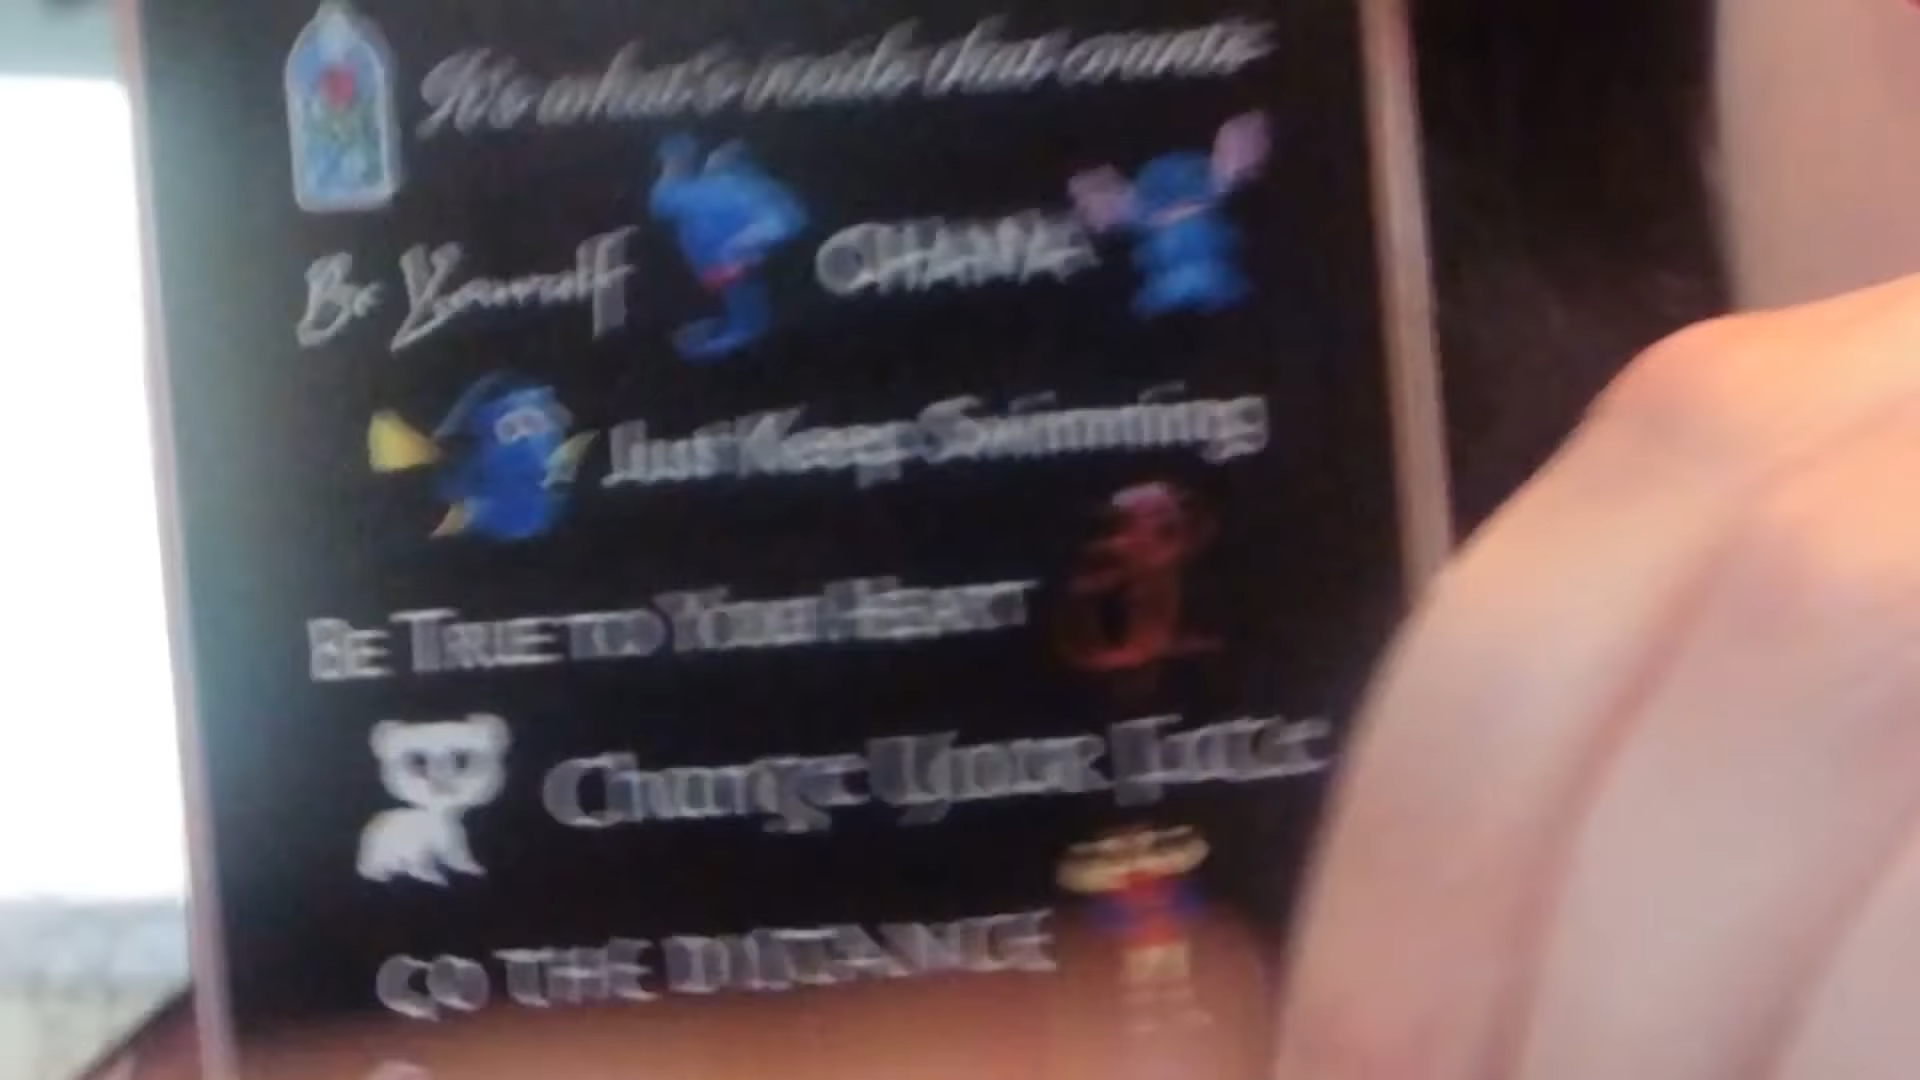 It's what's inside that counts
Be Yourself OHANA
Just Keep Swimming
BE TRUE TO YOUR HEART
Change Your Fate
GO THE DISTANCE